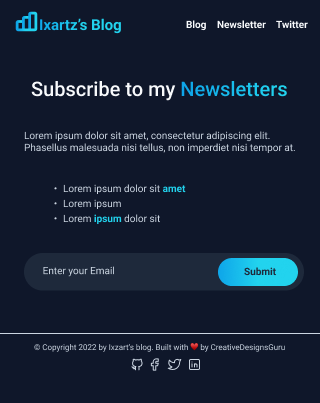 Ixartz's Blog
Blog Newsletter Twitter
Subscribe to my Newsletters
Lorem ipsum dolor sit amet, consectetur adipiscing elit.
Phasellus malesuada nisi tellus, non imperdiet nisi tempor at.
• Lorem ipsum dolor sit amet
• Lorem ipsum
• Lorem ipsum dolor sit
Enter your Email Submit
© Copyright 2022 by Ixzart's blog. Built with ❤️ by CreativeDesignsGuru